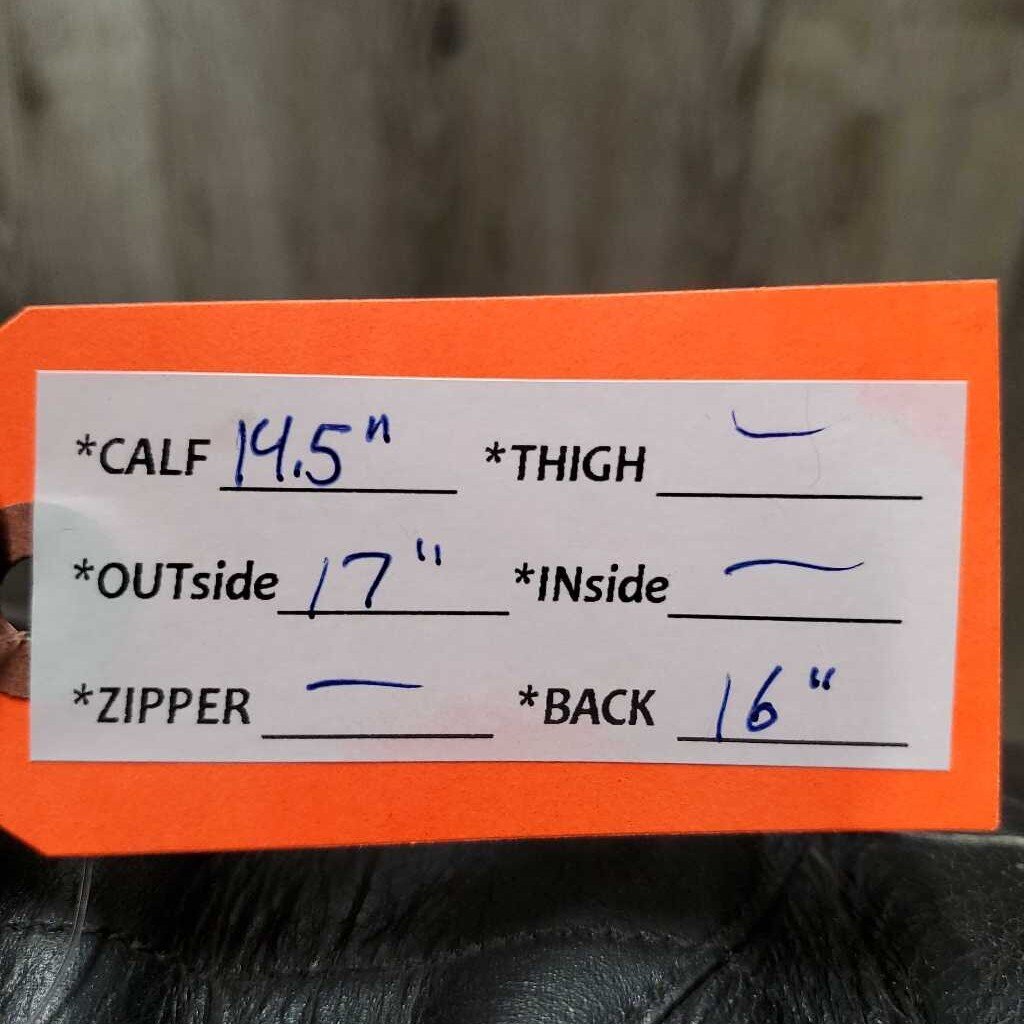 *CALF 14.5" *THIGH —
*OUTside 17" *INside —
*ZIPPER — *BACK 16"